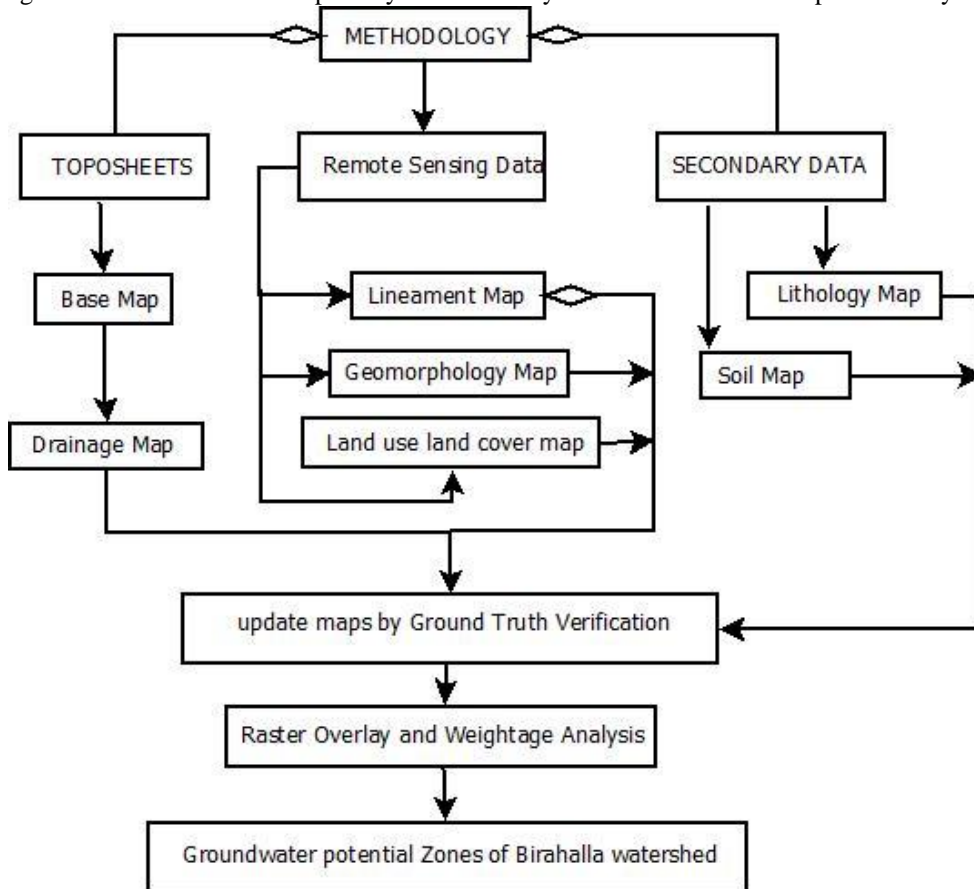 METHODOLOGY
TOPOSHEETS
Remote Sensing Data
SECONDARY DATA
Base Map
Lineament Map
Lithology Map
Geomorphology Map
Soil Map
Drainage Map
Land use land cover map
update maps by Ground Truth Verification
Raster Overlay and Weightage Analysis
Groundwater potential Zones of Birahalla watershed